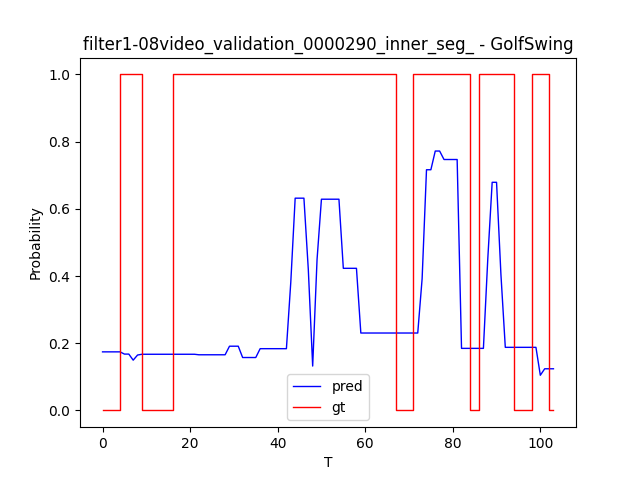 filter1-08video_validation_0000290_inner_seg_ - GolfSwing
1.0
0.8
0.6
0.4
0.2
0.0
Probability
pred
gt
0 20 40 60 80 100
T